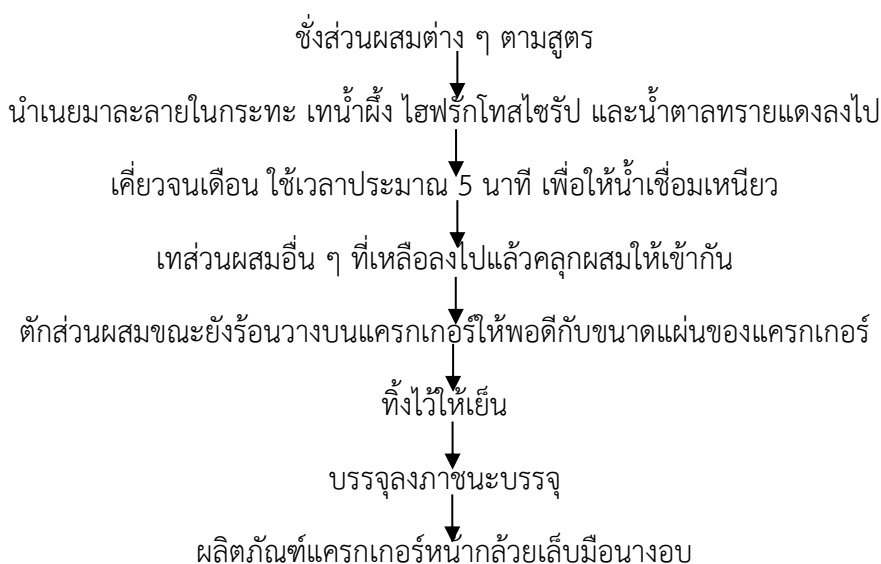 ชั่งส่วนผสมต่าง ๆ ตามสูตร
นำเนยมาละลายในกระทะ เทน้ำผึ้ง ไฮฟรักโทสไซรัป และน้ำตาลทรายแดงลงไป
เคี่ยวจนเดือน ใช้เวลาประมาณ 5 นาที เพื่อให้น้ำเชื่อมเหนียว
เทส่วนผสมอื่น ๆ ที่เหลือลงไปแล้วคลุกผสมให้เข้ากัน
ตักส่วนผสมขณะยังร้อนวางบนแครกเกอร์ให้พอดีกับขนาดแผ่นของแครกเกอร์
ทิ้งไว้ให้เย็น
บรรจุลงภาชนะบรรจุ
ผลิตภัณฑ์แครกเกอร์หน้ากล้วยเล็บมือนางอบ